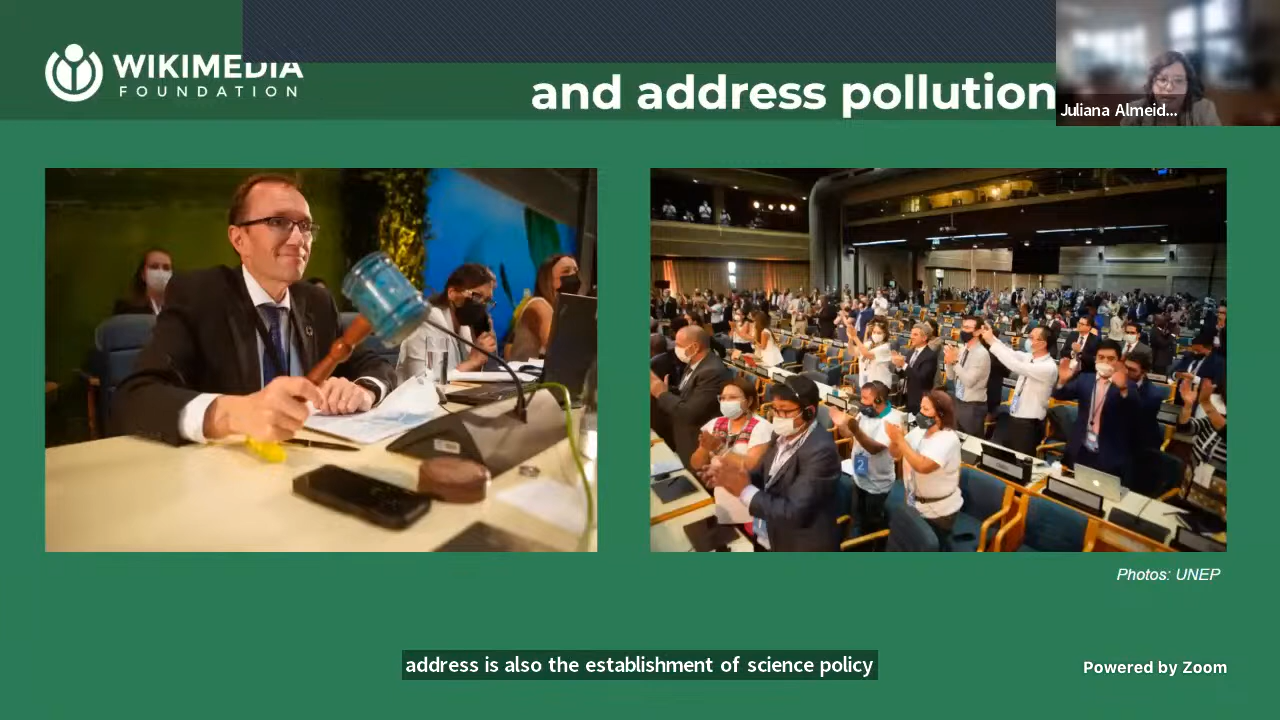 WIKIMEDIA
FOUNDATION
and address pollution
Juliana Almeid...
2
Photos: UNEP
address is also the establishment of science policy
Powered by Zoom